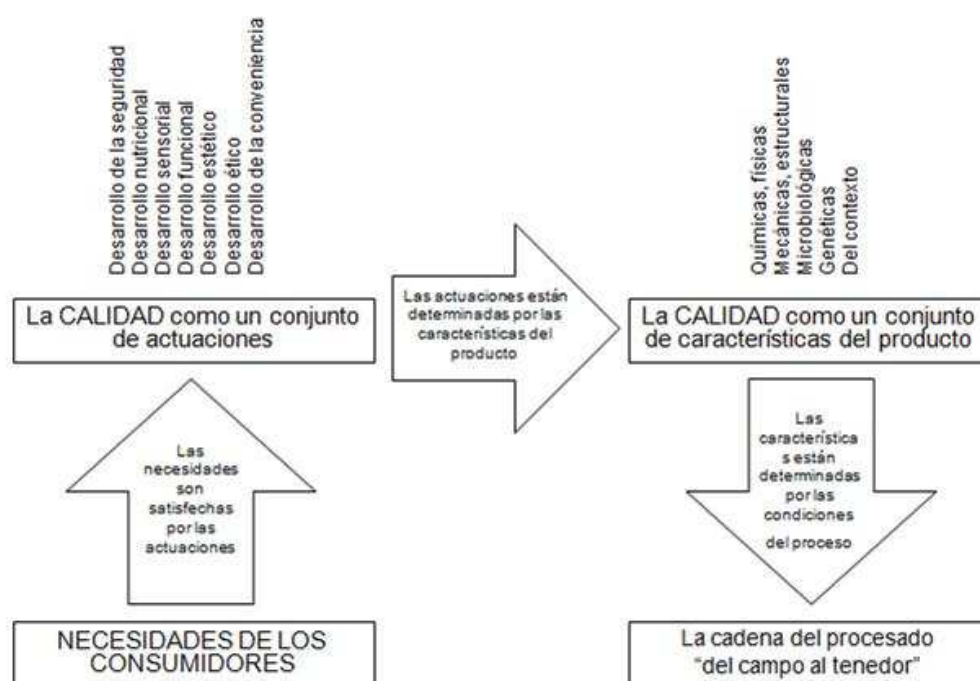 Desarrollo de la seguridad
Desarrollo nutricional
Desarrollo sensorial
Desarrollo funcional
Desarrollo estético
Desarrollo ético
Desarrollo de la conveniencia
La CALIDAD como un conjunto
de actuaciones
Las
necesidades
son
satisfechas
por las
actuaciones
NECESIDADES DE LOS
CONSUMIDORES
Las actuaciones están
determinadas por las
características del
producto
Químicas, físicas
Mecánicas, estructurales
Microbiológicas
Genéticas
Del contexto
La CALIDAD como un conjunto
de características del producto
Las
característica
s están
determinadas
por las
condiciones
del proceso
La cadena del procesado
“del campo al tenedor”